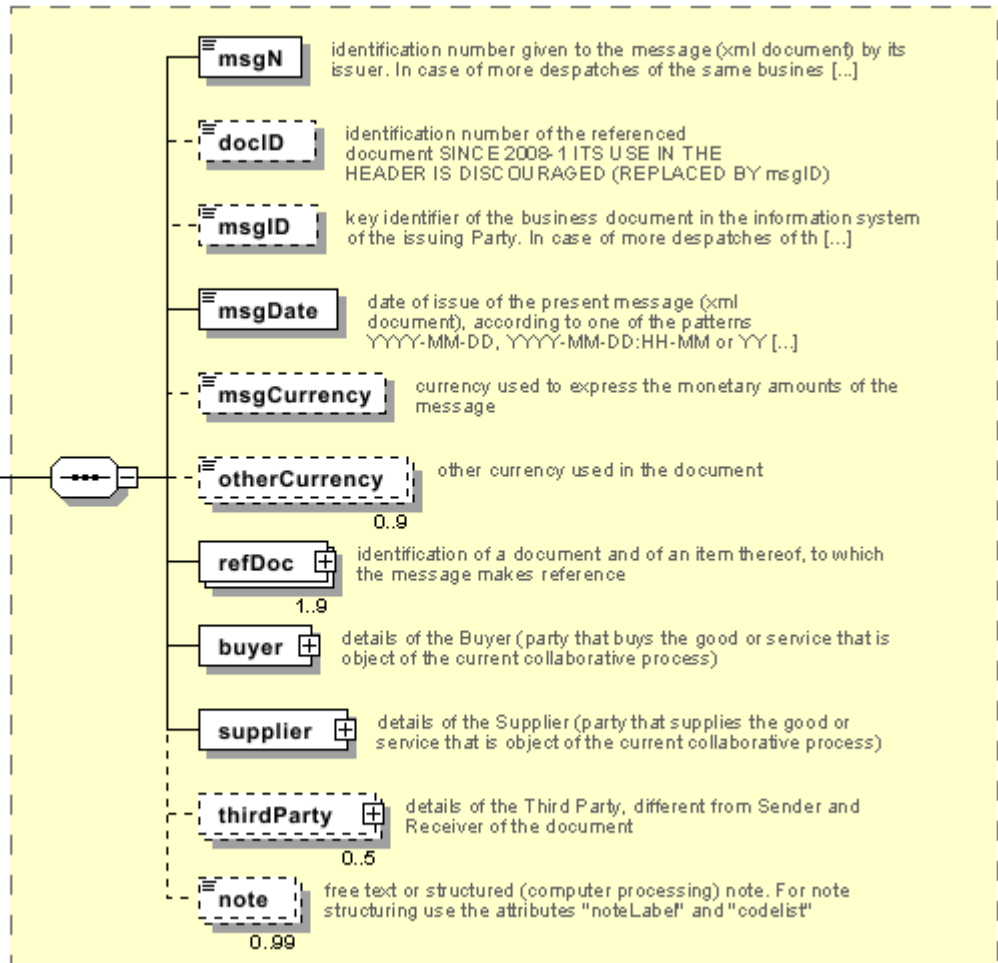 msgN
identification number given to the message (xml document) by its
issuer. In case of more despatches of the same busines [...]
docID
identification number of the referenced
document SINCE 2008-1 ITS USE IN THE
HEADER IS DISCOURAGED (REPLACED BY msgID)
msgID
key identifier of the business document in the information system
of the issuing Party. In case of more despatches of th [...]
msgDate
date of issue of the present message (xml
document), according to one of the patterns
YYYY-MM-DD, YYYY-MM-DD:HH-MM or YY [...]
msgCurrency
currency used to express the monetary amounts of the
message
otherCurrency
other currency used in the document
0..9
refDoc
identification of a document and of an item thereof, to which
the message makes reference
1..9
buyer
details of the Buyer (party that buys the good or service that is
object of the current collaborative process)
supplier
details of the Supplier (party that supplies the good or
service that is object of the current collaborative process)
thirdParty
details of the Third Party, different from Sender and
Receiver of the document
0..5
note
free text or structured (computer processing) note. For note
structuring use the attributes "noteLabel" and "codelist"
0..99